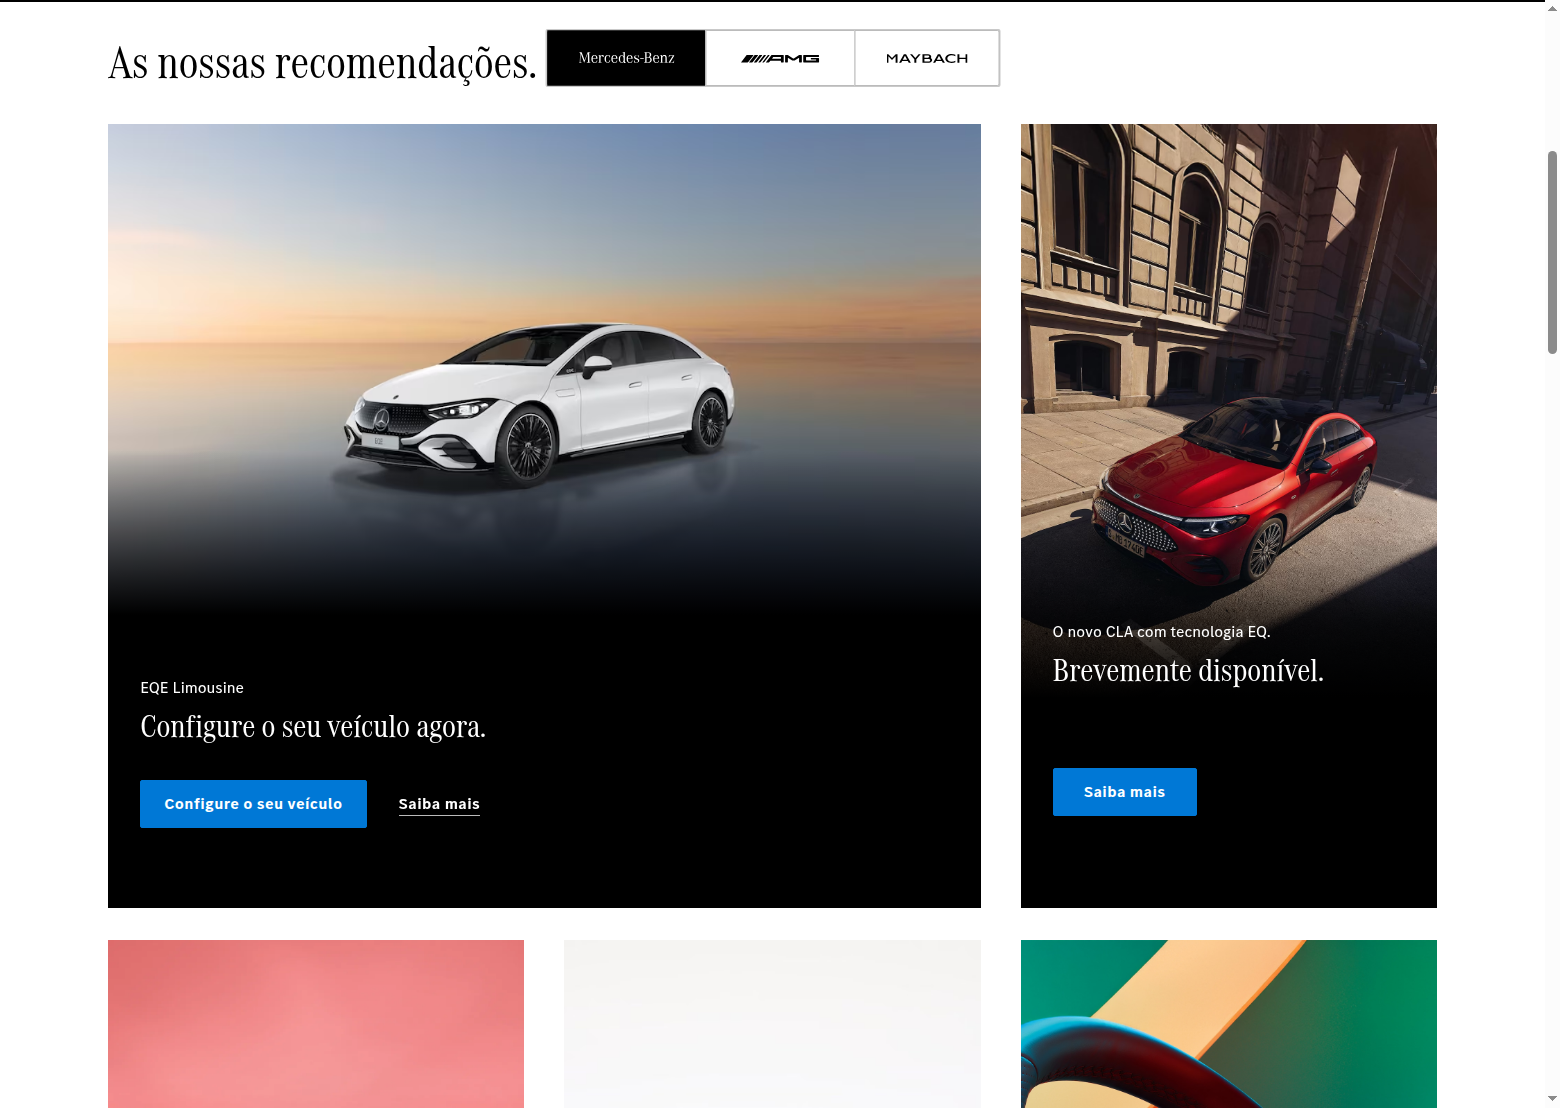 As nossas recomendações.
Mercedes-Benz
AMG
MAYBACH
EQE Limousine
Configure o seu veículo agora.
Configure o seu veículo
Saiba mais
O novo CLA com tecnologia EQ.
Brevemente disponível.
Saiba mais